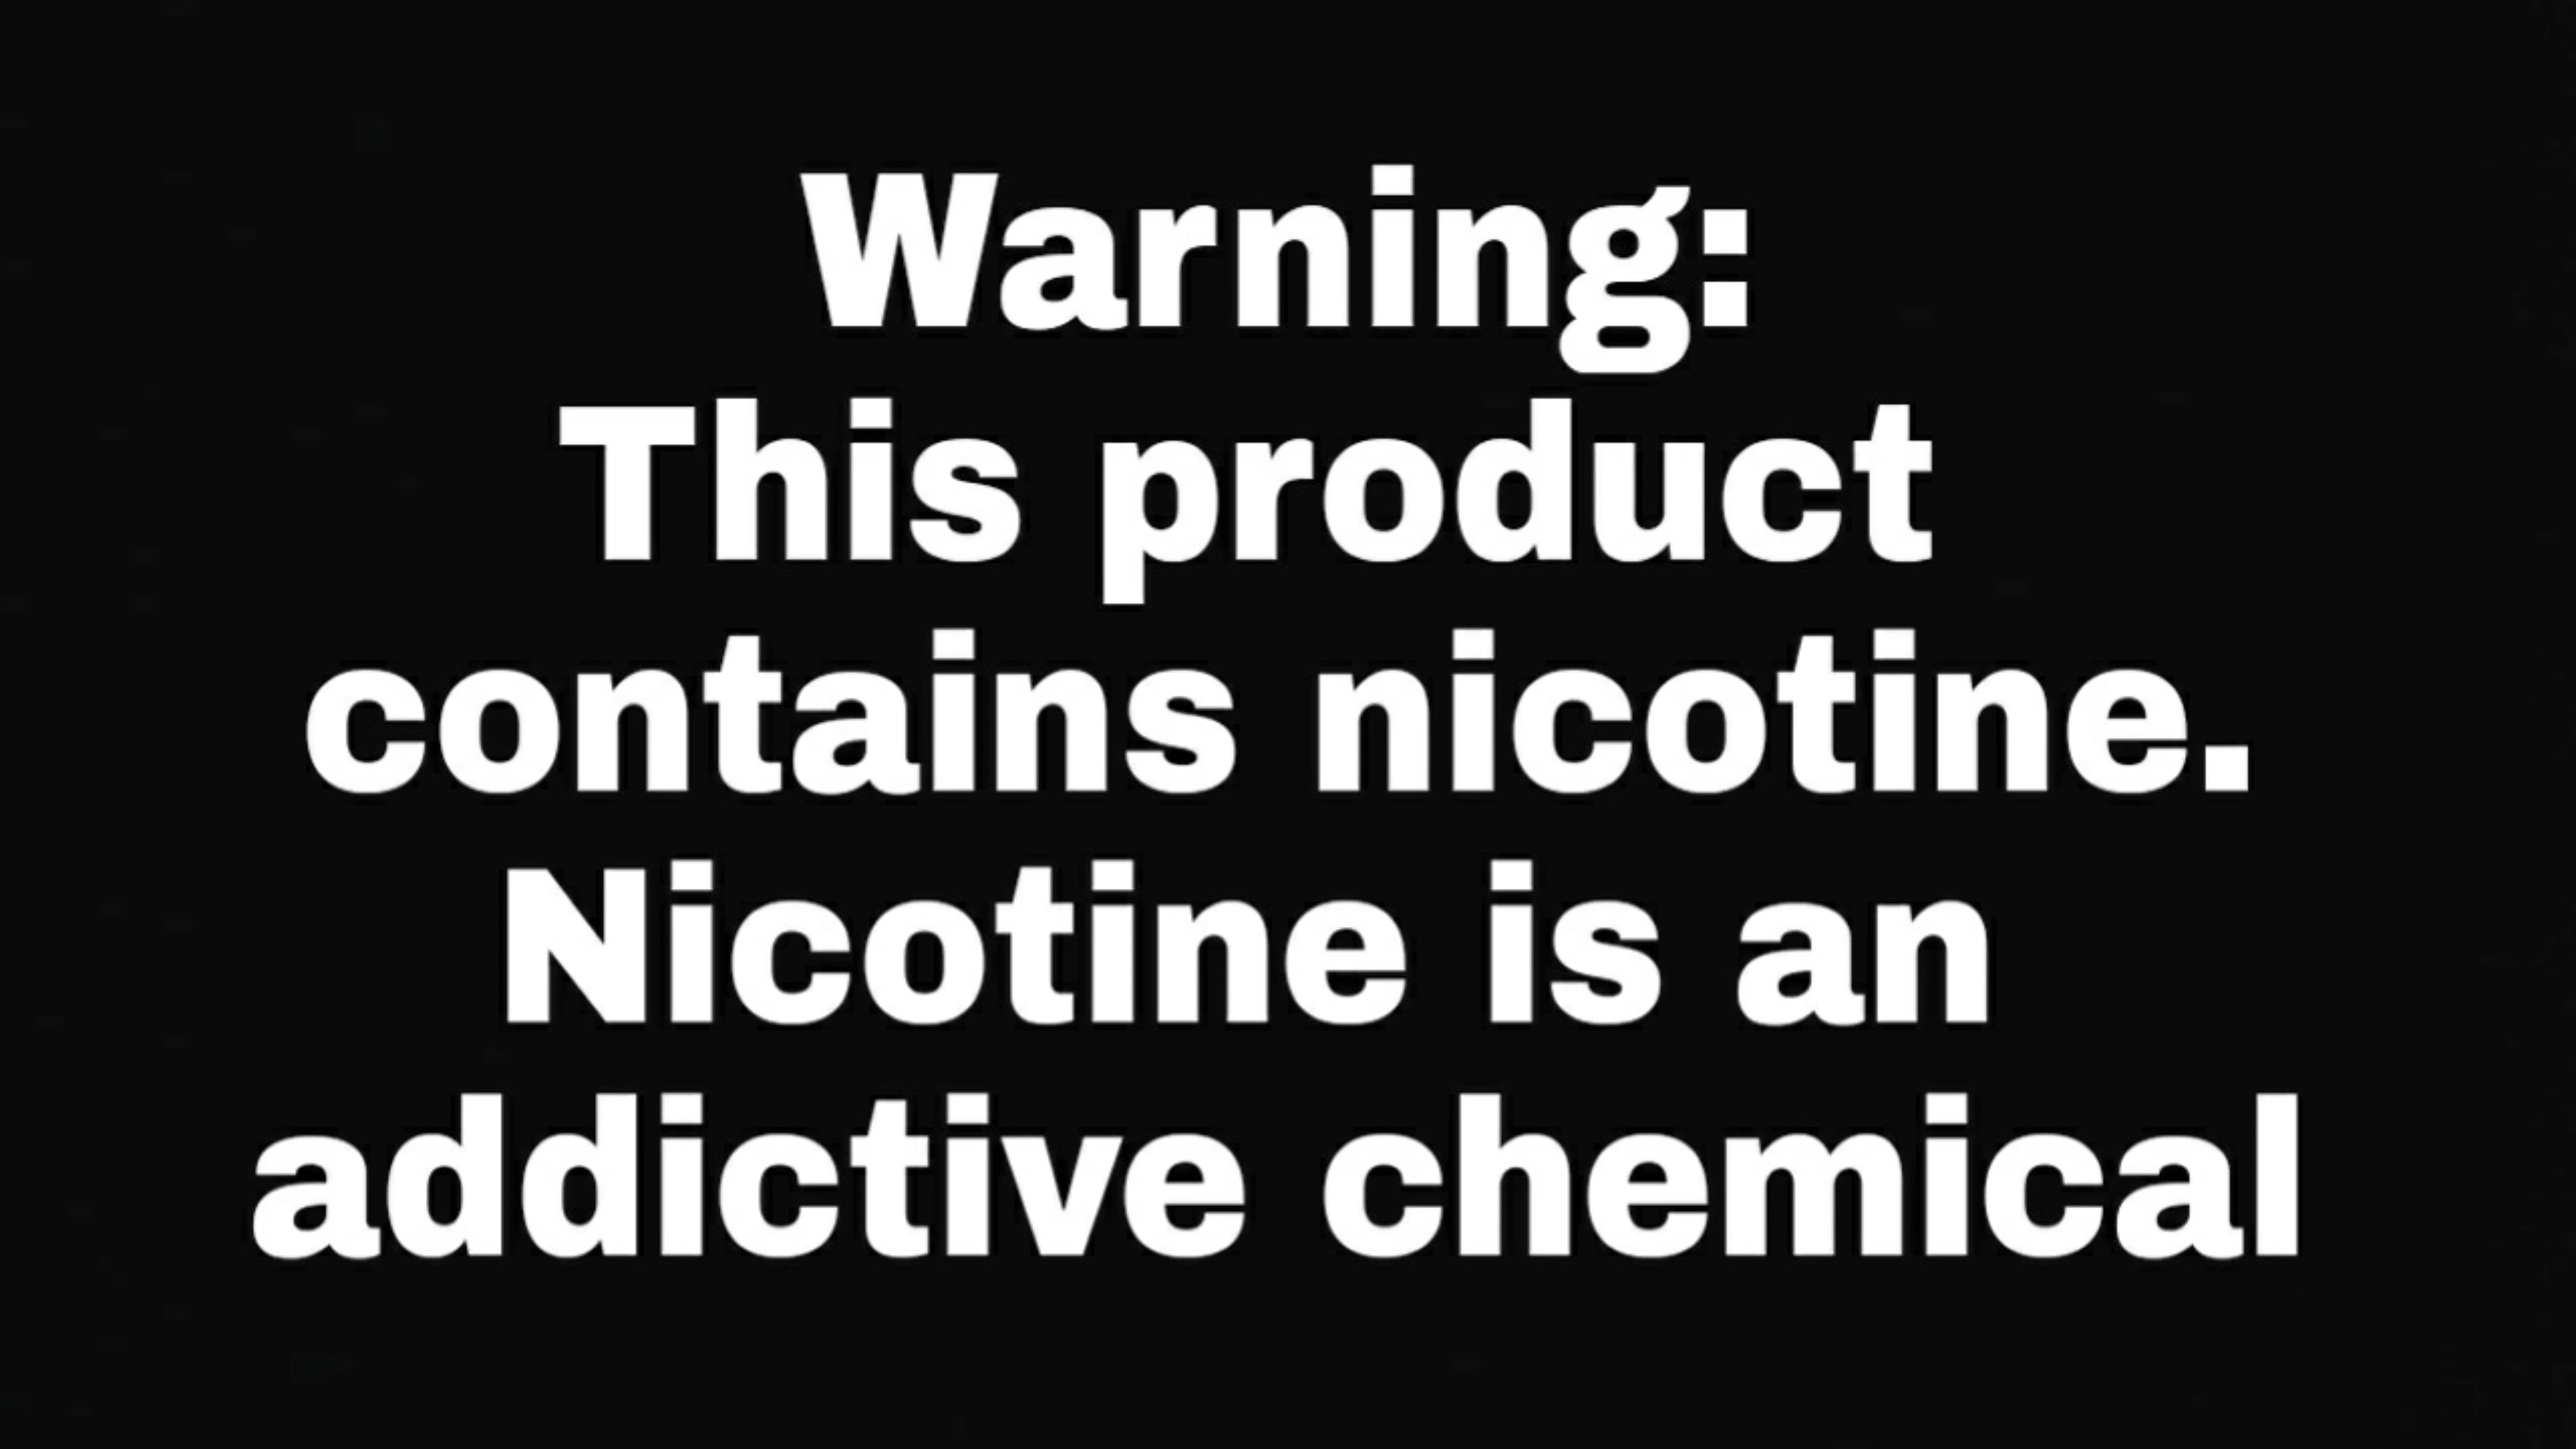 Warning:
This product
contains nicotine.
Nicotine is an
addictive chemical